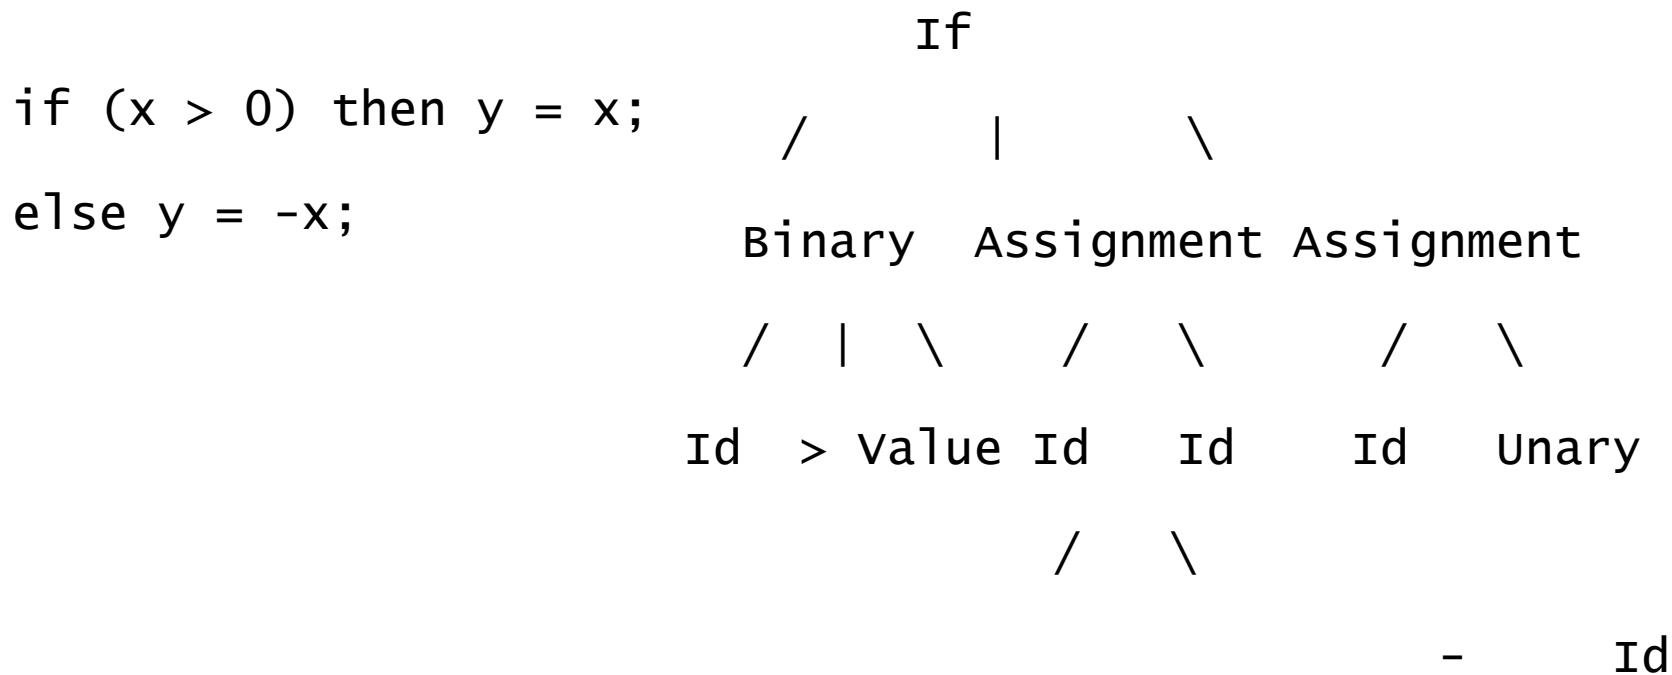 If
if (x > 0) then y = x;
/ | \
else y = -x;
Binary Assignment Assignment
/ | \ / \ / \
Id > Value Id Id Id Unary
/ \
- Id